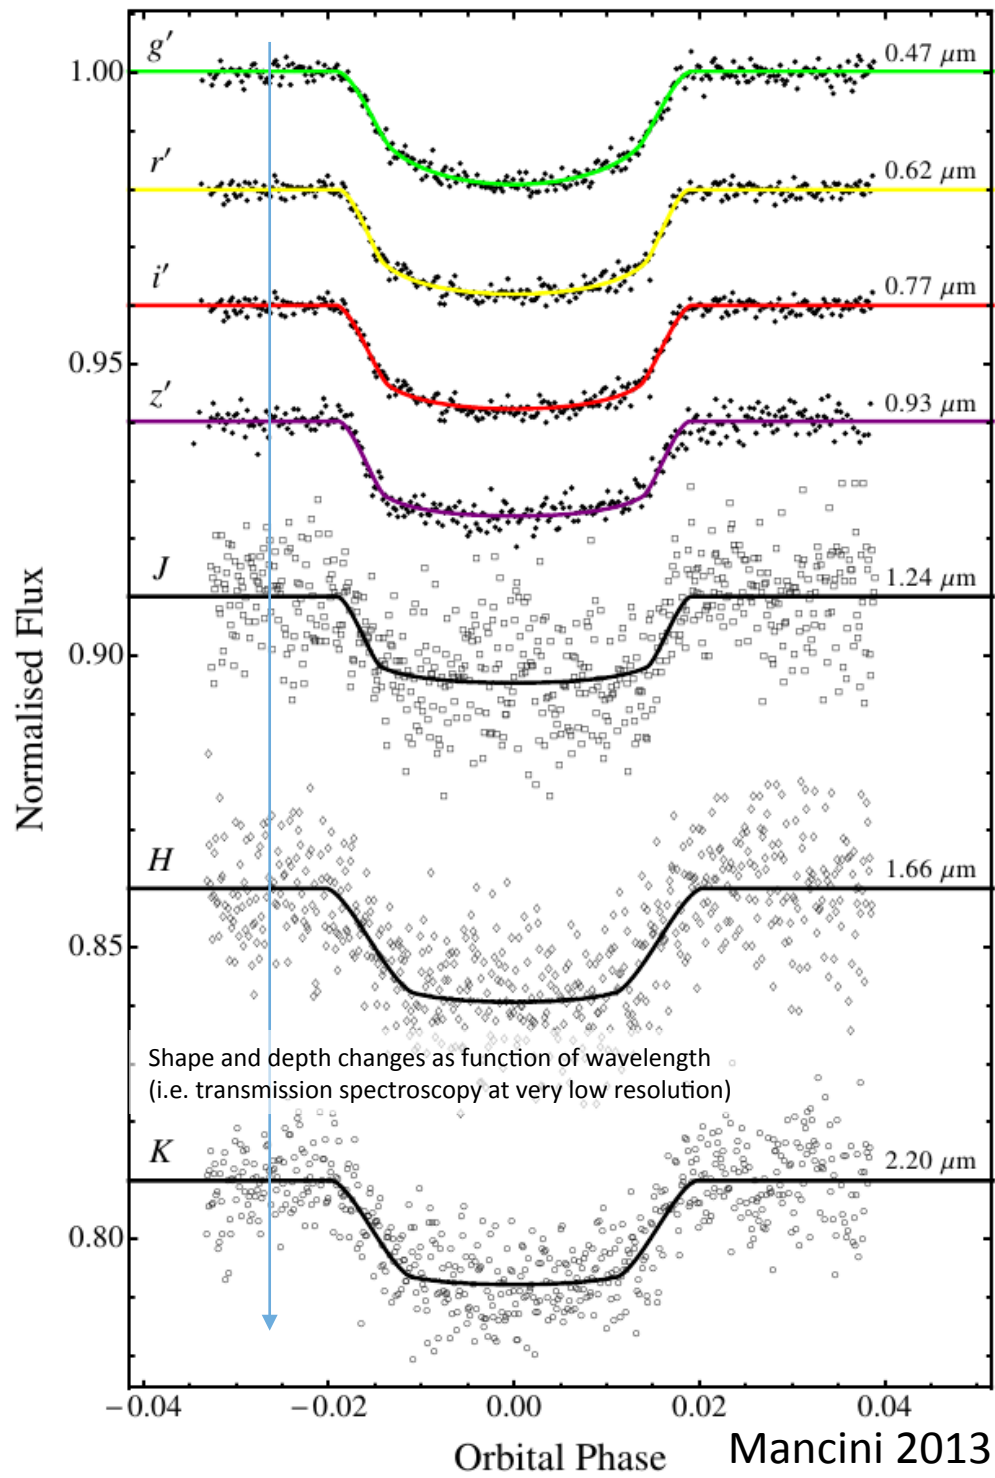 g′ 0.47 μm
1.00
r′ 0.62 μm
i′ 0.77 μm
0.95
z′ 0.93 μm
J 1.24 μm
0.90
Normalised Flux
H 1.66 μm
0.85
Shape and depth changes as function of wavelength
(i.e. transmission spectroscopy at very low resolution)
K 2.20 μm
0.80
−0.04 −0.02 0.00 0.02 0.04
Orbital Phase
Mancini 2013